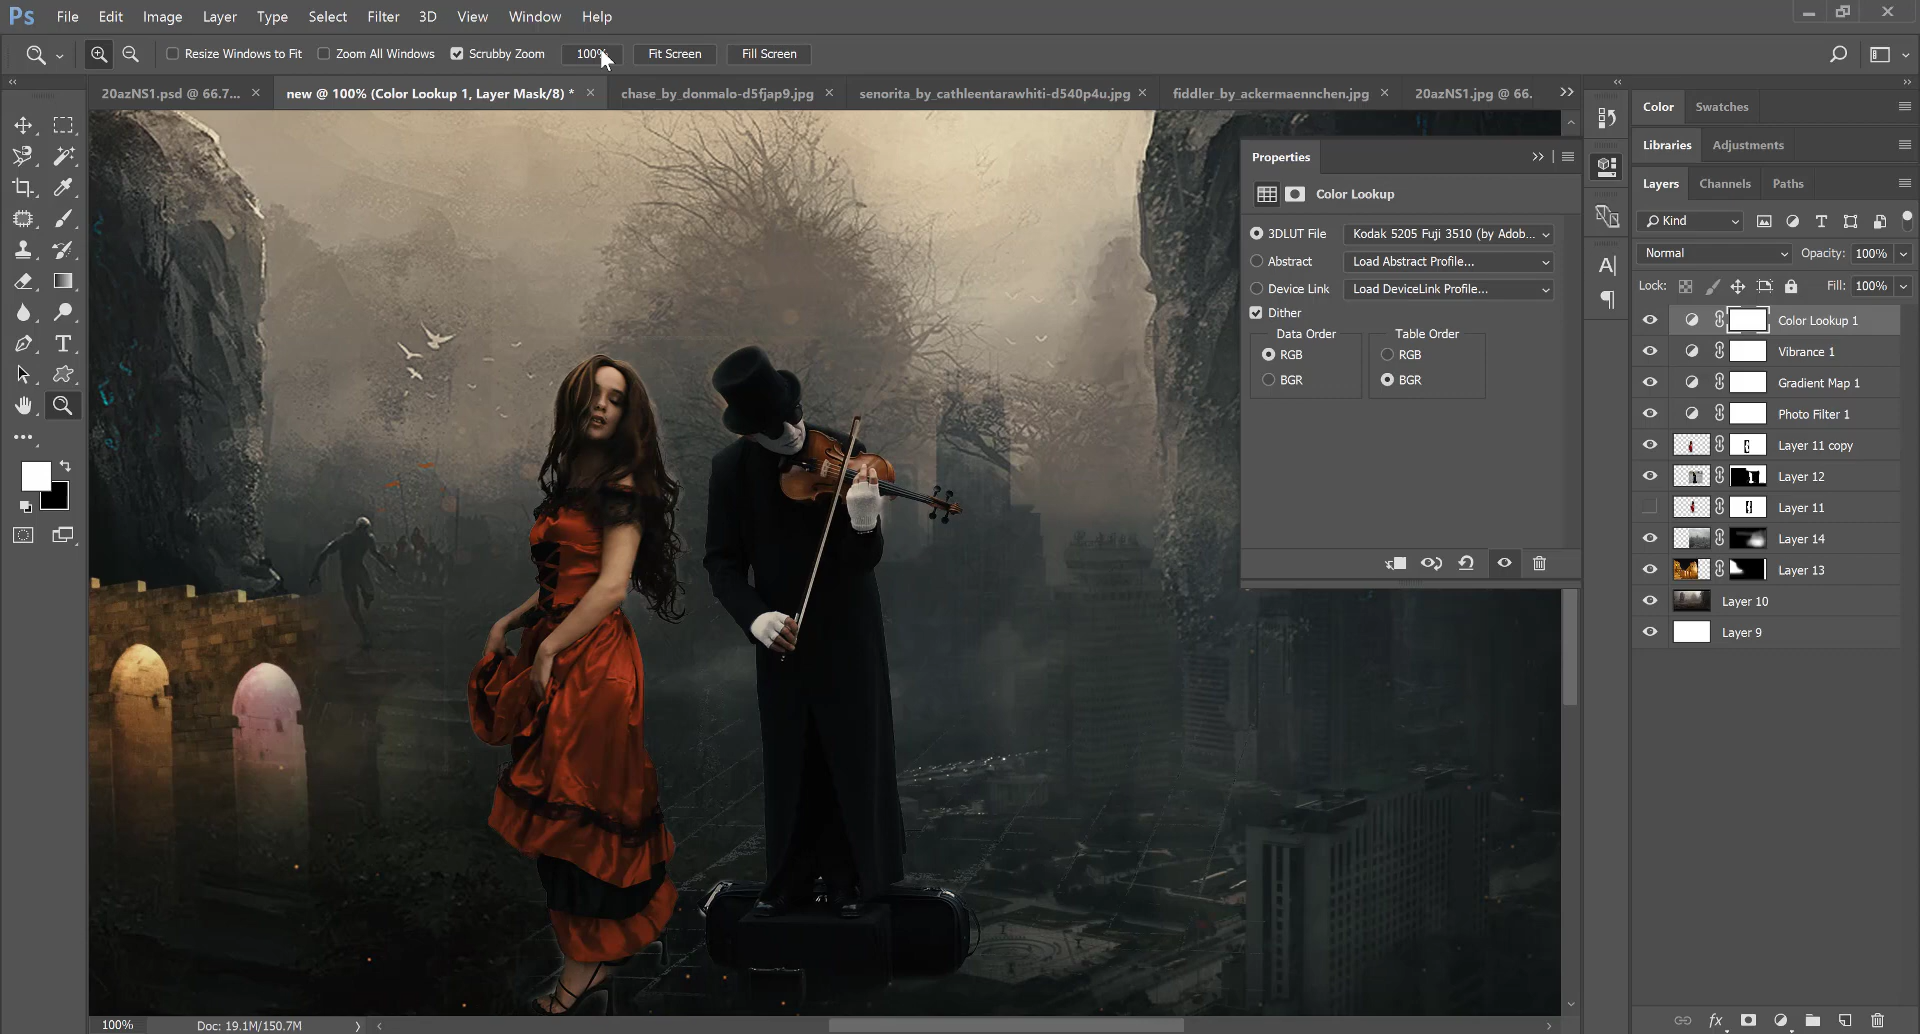 Ps File Edit Image Layer Type Select Filter 3D View Window Help
Resize Windows to Fit Zoom All Windows Scrubby Zoom 100% Fit Screen Fill Screen
20azNS1.psd @ 66.7... × new @ 100% (Color Lookup 1, Layer Mask/8) * × chase_by_donmalo-d5fjap9.jpg × senorita_by_cathleentarawhiti-d540p4u.jpg × fiddler_by_ackermaennchen.jpg × 20azNS1.jpg @ 66.
Color Swatches
Libraries Adjustments
Layers Channels Paths
Kind
Normal Opacity: 100%
Lock: Fill: 100%
Color Lookup 1
Vibrance 1
Gradient Map 1
Photo Filter 1
Layer 11 copy
Layer 12
Layer 11
Layer 14
Layer 13
Layer 10
Layer 9
fx
Properties
Color Lookup
3DLUT File Kodak 5205 Fuji 3510 (by Adob...
Abstract Load Abstract Profile...
Device Link Load DeviceLink Profile...
Dither
Data Order Table Order
RGB RGB
BGR BGR
100% Doc: 19.1M/150.7M